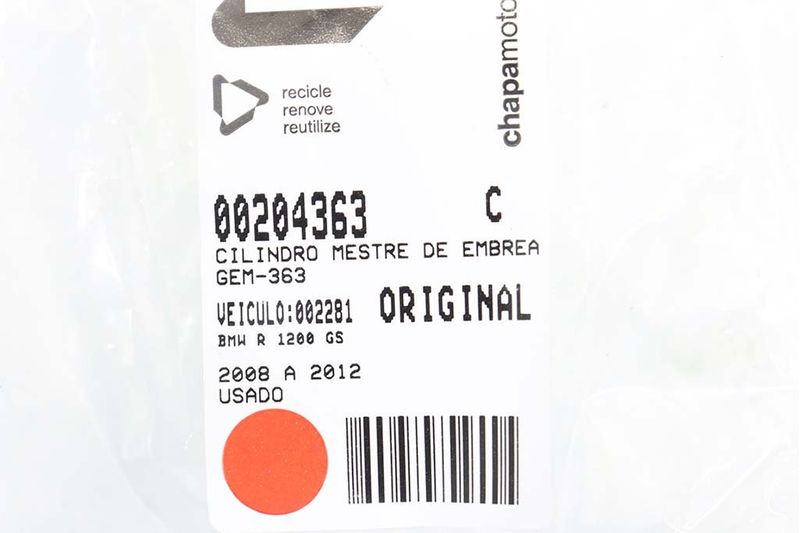 recicle
renove
reutilize
chapamoto
00204363 C
CILINDRO MESTRE DE EMBREA
GEM-363
VEICULO:002281 ORIGINAL
BMW R 1200 GS
2008 A 2012
USADO